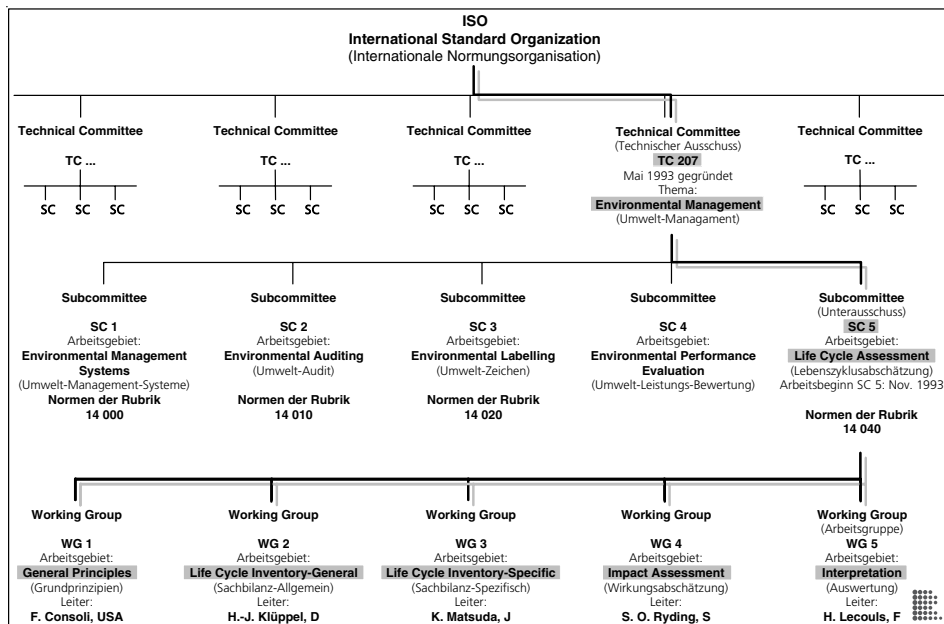 ISO
International Standard Organization
(Internationale Normungsorganisation)
Technical Committee
TC ...
SC SC SC
Technical Committee
TC ...
SC SC SC
Technical Committee
TC ...
SC SC SC
Technical Committee
(Technischer Ausschuss)
TC 207
Mai 1993 gegründet
Thema:
Environmental Management
(Umwelt-Managament)
Technical Committee
TC ...
SC SC SC
Subcommittee
SC 1
Arbeitsgebiet:
Environmental Management
Systems
(Umwelt-Management-Systeme)
Normen der Rubrik
14 000
Subcommittee
SC 2
Arbeitsgebiet:
Environmental Auditing
(Umwelt-Audit)
Normen der Rubrik
14 010
Subcommittee
SC 3
Arbeitsgebiet:
Environmental Labelling
(Umwelt-Zeichen)
Normen der Rubrik
14 020
Subcommittee
SC 4
Arbeitsgebiet:
Environmental Performance
Evaluation
(Umwelt-Leistungs-Bewertung)
Subcommittee
(Unterausschuss)
SC 5
Arbeitsgebiet:
Life Cycle Assessment
(Lebenszyklusabschätzung)
Arbeitsbeginn SC 5: Nov. 1993
Normen der Rubrik
14 040
Working Group
WG 1
Arbeitsgebiet:
General Principles
(Grundprinzipien)
Leiter:
F. Consoli, USA
Working Group
WG 2
Arbeitsgebiet:
Life Cycle Inventory-General
(Sachbilanz-Allgemein)
Leiter:
H.-J. Klüppel, D
Working Group
WG 3
Arbeitsgebiet:
Life Cycle Inventory-Specific
(Sachbilanz-Spezifisch)
Leiter:
K. Matsuda, J
Working Group
WG 4
Arbeitsgebiet:
Impact Assessment
(Wirkungsabschätzung)
Leiter:
S. O. Ryding, S
Working Group
(Arbeitsgruppe)
WG 5
Arbeitsgebiet:
Interpretation
(Auswertung)
Leiter:
H. Lecouls, F